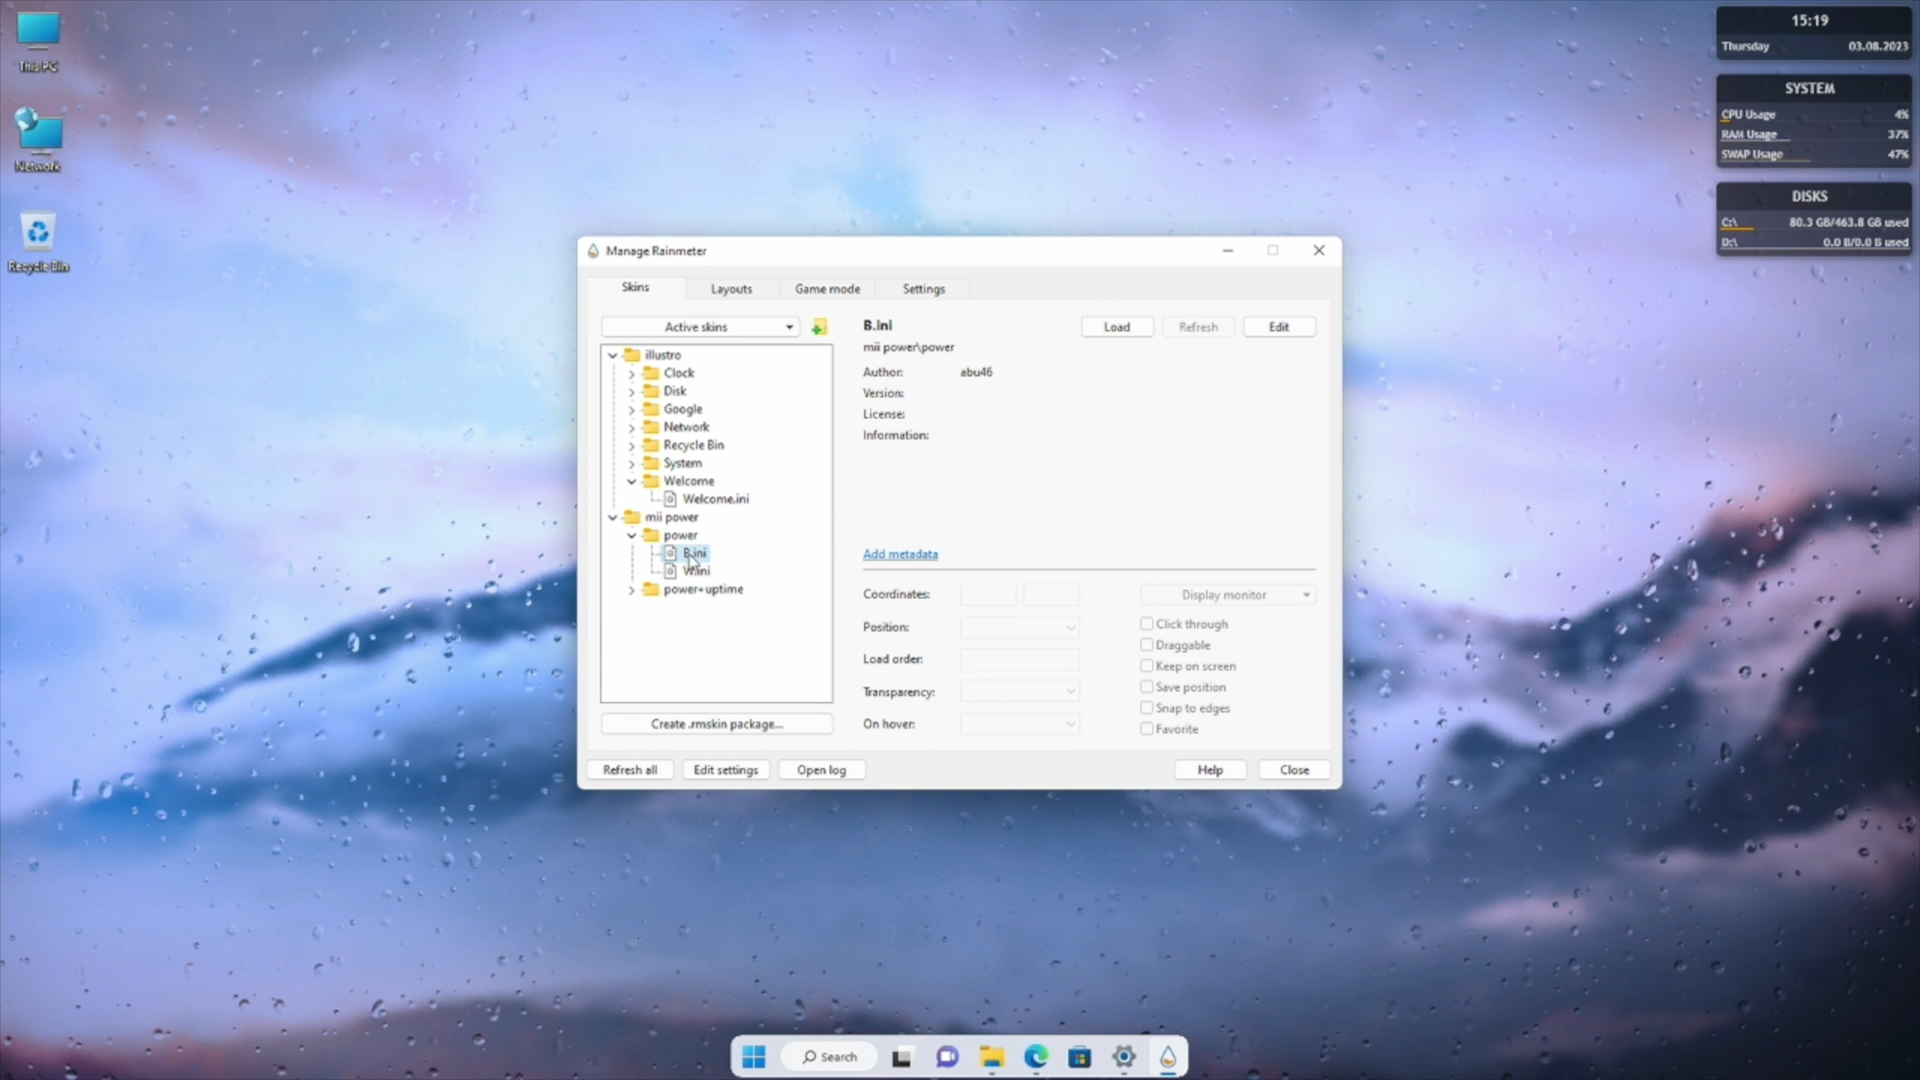 This PC
Network
Recycle Bin
15:19
Thursday 03.08.2023
SYSTEM
CPU Usage 4%
RAM Usage 37%
SWAP Usage 47%
DISKS
C:\ 80.3 GB/463.8 GB used
D:\ 0.0 B/0.0 B used
Manage Rainmeter
Skins Layouts Game mode Settings
Active skins
illustro
Clock
Disk
Google
Network
Recycle Bin
System
Welcome
Welcome.ini
mii power
power
B.ini
W.ini
power+uptime
Create .rmskin package...
B.ini
Load Refresh Edit
mii power\power
Author: abu46
Version:
License:
Information:
Add metadata
Coordinates:
Position:
Load order:
Transparency:
On hover:
Display monitor
Click through
Draggable
Keep on screen
Save position
Snap to edges
Favorite
Refresh all Edit settings Open log Help Close
Search